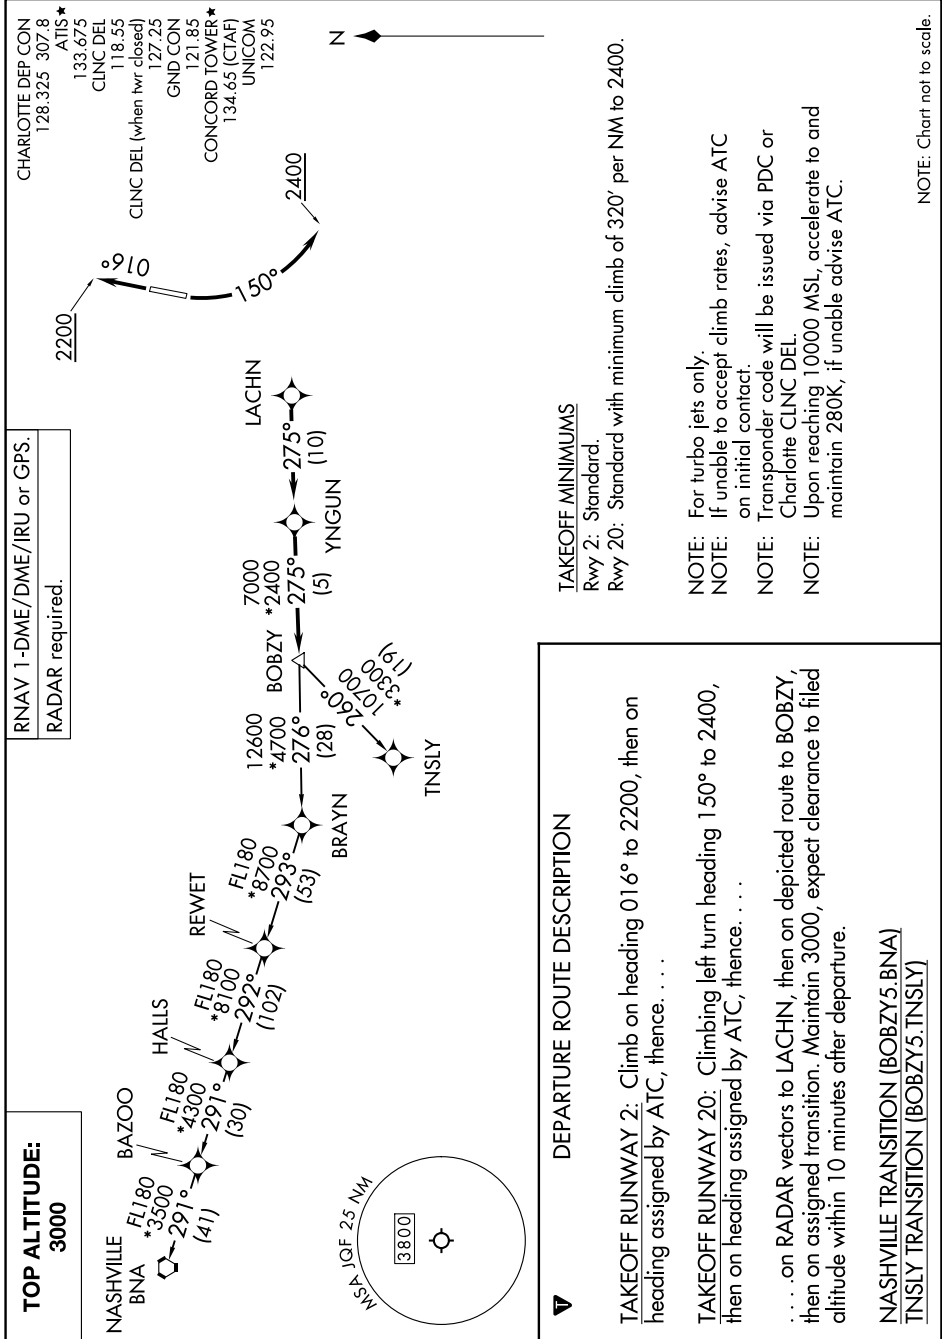 TOP ALTITUDE:
3000
RNAV 1-DME/DME/IRU or GPS.
RADAR required.
CHARLOTTE DEP CON
128.325 307.8
ATIS★
133.675
CLNC DEL
118.55
CLNC DEL (when twr closed)
127.25
GND CON
121.85
CONCORD TOWER★
134.65 (CTAF)
UNICOM
122.95
NASHVILLE
BNA
FL180
*3500
291°
(41)
BAZOO
FL180
*4300
291°
(30)
HALLS
FL180
*8100
292°
(102)
REWET
FL180
*8700
293°
(53)
BRAYN
12600
*4700
276°
(28)
BOBZY
7000
*2400
275°
(5)
YNGUN
275°
(10)
LACHN
260°
10700
*3300
(19)
TNSLY
2200
016°
150°
2400
N
MSA JQF 25 NM
3800
TAKEOFF MINIMUMS
Rwy 2: Standard.
Rwy 20: Standard with minimum climb of 320' per NM to 2400.
NOTE: For turbo jets only.
NOTE: If unable to accept climb rates, advise ATC
on initial contact.
NOTE: Transponder code will be issued via PDC or
Charlotte CLNC DEL.
NOTE: Upon reaching 10000 MSL, accelerate to and
maintain 280K, if unable advise ATC.
NOTE: Chart not to scale.
T
DEPARTURE ROUTE DESCRIPTION
TAKEOFF RUNWAY 2: Climb on heading 016° to 2200, then on
heading assigned by ATC, thence. . . .
TAKEOFF RUNWAY 20: Climbing left turn heading 150° to 2400,
then on heading assigned by ATC, thence. . . .
. . . .on RADAR vectors to LACHN, then on depicted route to BOBZY,
then on assigned transition. Maintain 3000, expect clearance to filed
altitude within 10 minutes after departure.
NASHVILLE TRANSITION (BOBZY5.BNA)
TNSLY TRANSITION (BOBZY5.TNSLY)